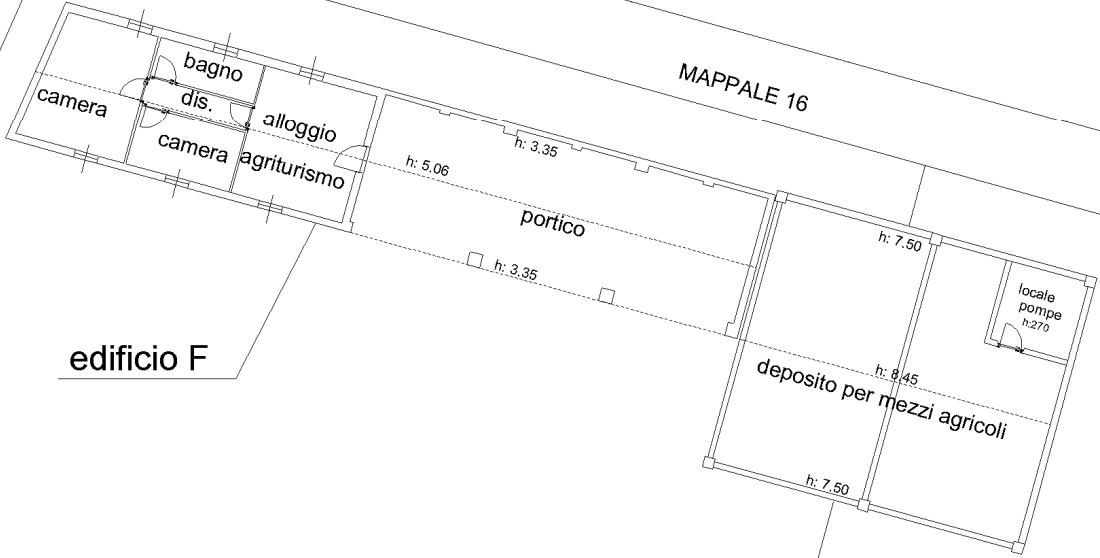 MAPPALE 16
bagno
dis.
camera
camera
alloggio
agriturismo
h: 5.06
h: 3.35
portico
h: 3.35
h: 7.50
locale
pompe
h:270
h: 8.45
deposito per mezzi agricoli
h: 7.50
edificio F